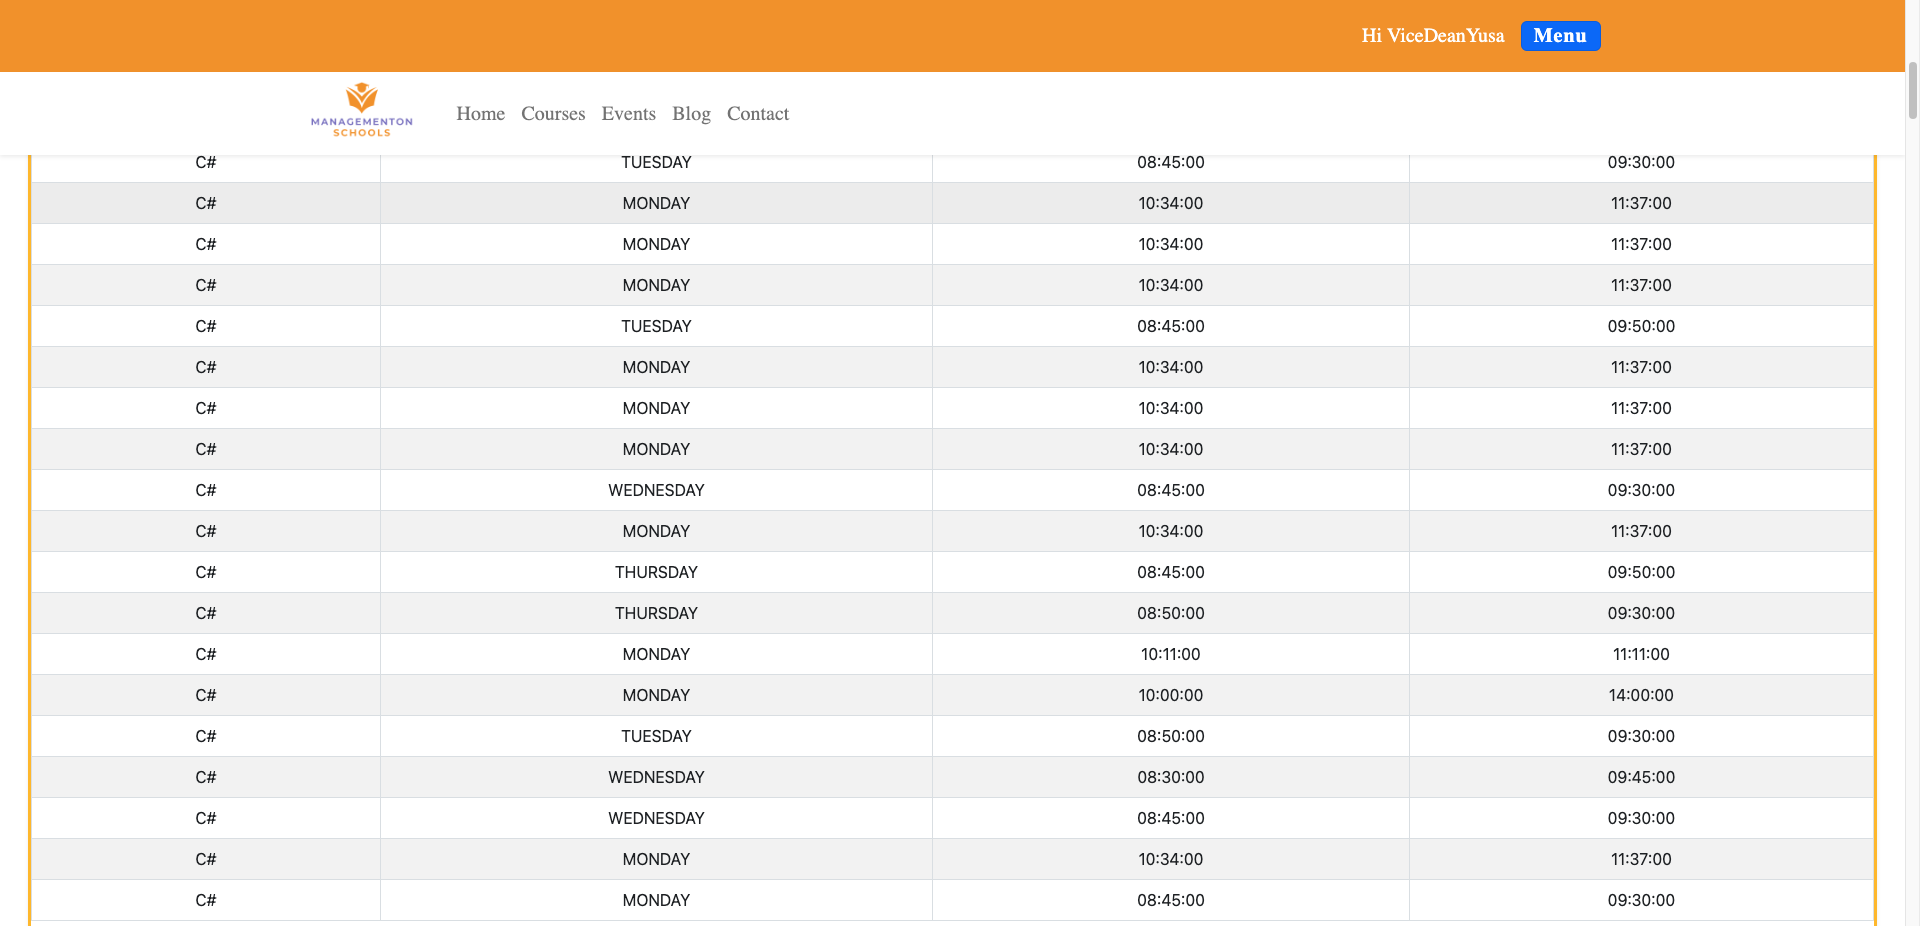 Hi ViceDeanYusa Menu
MANAGEMENTON
SCHOOLS
Home Courses Events Blog Contact
C# TUESDAY 08:45:00 09:30:00
C# MONDAY 10:34:00 11:37:00
C# MONDAY 10:34:00 11:37:00
C# MONDAY 10:34:00 11:37:00
C# TUESDAY 08:45:00 09:50:00
C# MONDAY 10:34:00 11:37:00
C# MONDAY 10:34:00 11:37:00
C# MONDAY 10:34:00 11:37:00
C# WEDNESDAY 08:45:00 09:30:00
C# MONDAY 10:34:00 11:37:00
C# THURSDAY 08:45:00 09:50:00
C# THURSDAY 08:50:00 09:30:00
C# MONDAY 10:11:00 11:11:00
C# MONDAY 10:00:00 14:00:00
C# TUESDAY 08:50:00 09:30:00
C# WEDNESDAY 08:30:00 09:45:00
C# WEDNESDAY 08:45:00 09:30:00
C# MONDAY 10:34:00 11:37:00
C# MONDAY 08:45:00 09:30:00